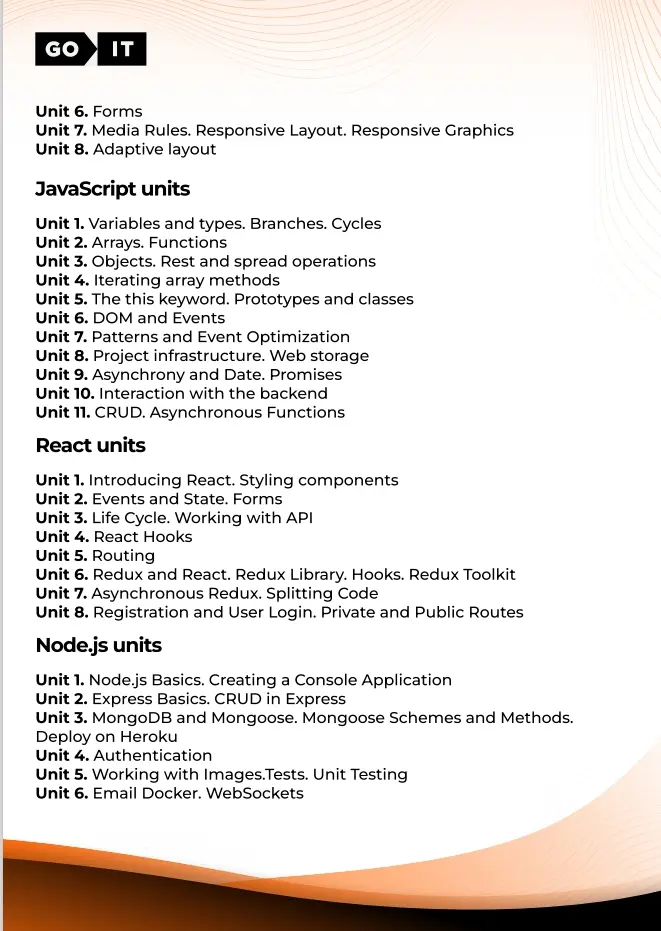 GO IT
Unit 6. Forms
Unit 7. Media Rules. Responsive Layout. Responsive Graphics
Unit 8. Adaptive layout
JavaScript units
Unit 1. Variables and types. Branches. Cycles
Unit 2. Arrays. Functions
Unit 3. Objects. Rest and spread operations
Unit 4. Iterating array methods
Unit 5. The this keyword. Prototypes and classes
Unit 6. DOM and Events
Unit 7. Patterns and Event Optimization
Unit 8. Project infrastructure. Web storage
Unit 9. Asynchrony and Date. Promises
Unit 10. Interaction with the backend
Unit 11. CRUD. Asynchronous Functions
React units
Unit 1. Introducing React. Styling components
Unit 2. Events and State. Forms
Unit 3. Life Cycle. Working with API
Unit 4. React Hooks
Unit 5. Routing
Unit 6. Redux and React. Redux Library. Hooks. Redux Toolkit
Unit 7. Asynchronous Redux. Splitting Code
Unit 8. Registration and User Login. Private and Public Routes
Node.js units
Unit 1. Node.js Basics. Creating a Console Application
Unit 2. Express Basics. CRUD in Express
Unit 3. MongoDB and Mongoose. Mongoose Schemes and Methods.
Deploy on Heroku
Unit 4. Authentication
Unit 5. Working with Images.Tests. Unit Testing
Unit 6. Email Docker. WebSockets